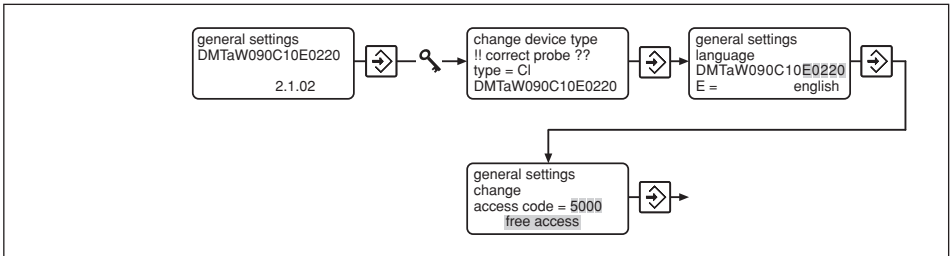 general settings
DMTaW090C10E0220
2.1.02
change device type
!! correct probe ??
type = Cl
DMTaW090C10E0220
general settings
language
DMTaW090C10E0220
E = english
general settings
change
access code = 5000
free access